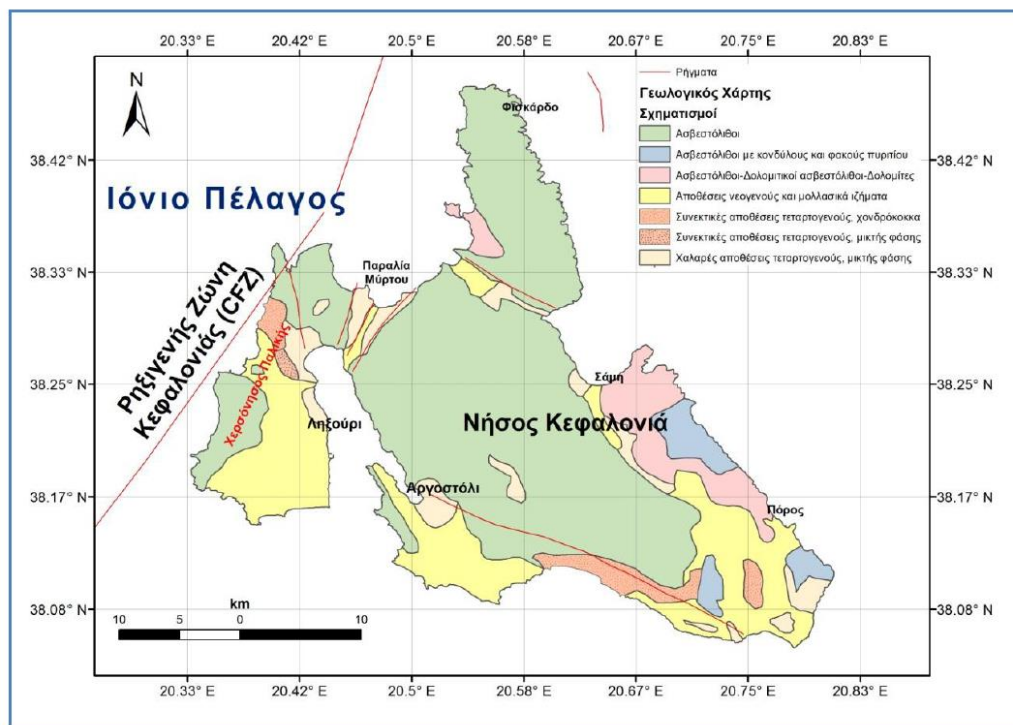 20.33° E 20.42° E 20.5° E 20.58° E 20.67° E 20.75° E 20.83° E
N
Ρήγματα
Γεωλογικός Χάρτης
Σχηματισμοί
Ασβεστόλιθοι
Ασβεστόλιθοι με κονδύλους και φακούς πυριτίου
Ασβεστόλιθοι-Δολομιτικοί ασβεστόλιθοι-Δολομίτες
Αποθέσεις νεογενούς και μολλασικά ιζήματα
Συνεκτικές αποθέσεις τεταρτογενούς, χονδρόκοκκα
Συνεκτικές αποθέσεις τεταρτογενούς, μικτής φάσης
Χαλαρές αποθέσεις τεταρτογενούς, μικτής φάσης
Φισκάρδο
38.42° N 38.42° N
Ιόνιο Πέλαγος
38.33° N 38.33° N
Παραλία
Μύρτου
Ρηξιγενής Ζώνη
Κεφαλονιάς (CFZ)
Χερσόνησος Παλικής
38.25° N 38.25° N
Σάμη
Ληξούρι
Νήσος Κεφαλονιά
Αργοστόλι
38.17° N 38.17° N
Πόρος
38.08° N 38.08° N
km
10 5 0 10
20.33° E 20.42° E 20.5° E 20.58° E 20.67° E 20.75° E 20.83° E